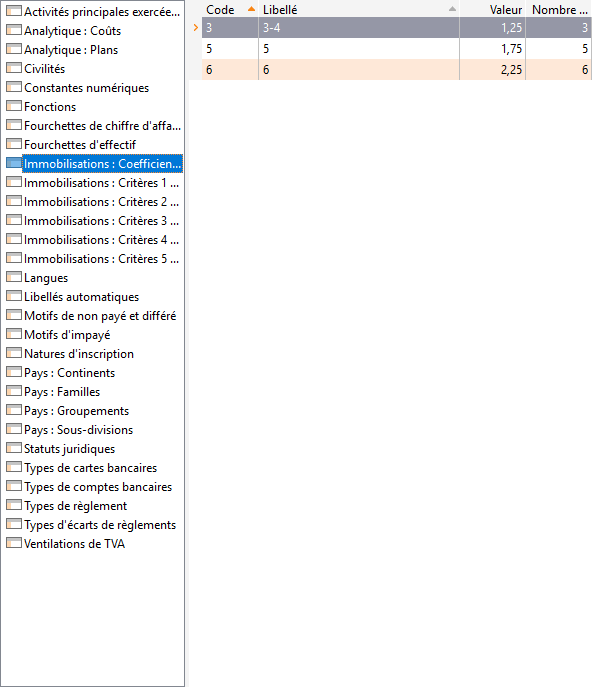 Activités principales exercée...
Analytique : Coûts
Analytique : Plans
Civilités
Constantes numériques
Fonctions
Fourchettes de chiffre d'affa...
Fourchettes d'effectif
Immobilisations : Coefficien...
Immobilisations : Critères 1 ...
Immobilisations : Critères 2 ...
Immobilisations : Critères 3 ...
Immobilisations : Critères 4 ...
Immobilisations : Critères 5 ...
Langues
Libellés automatiques
Motifs de non payé et différé
Motifs d'impayé
Natures d'inscription
Pays : Continents
Pays : Familles
Pays : Groupements
Pays : Sous-divisions
Statuts juridiques
Types de cartes bancaires
Types de comptes bancaires
Types de règlement
Types d'écarts de règlements
Ventilations de TVA
Code Libellé Valeur Nombre ...
3 3-4 1,25 3
5 5 1,75 5
6 6 2,25 6